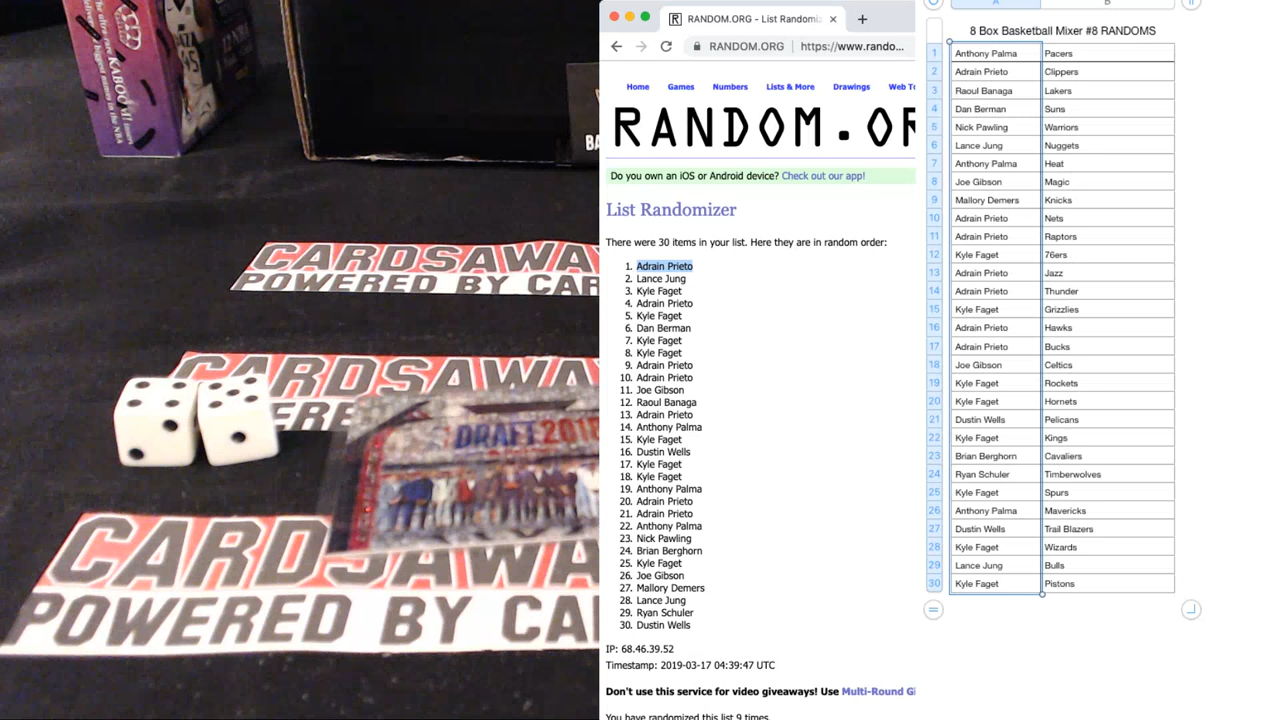 The ultra-rare KABOOM!
CARDSAWAY
POWERED BY CAR
CARDSAWA
DRAFT 2018
CARDSAWA
POWERED BY CAR
RANDOM.ORG - List Randomiz
RANDOM.ORG
https://www.rando...
Home
Games
Numbers
Lists & More
Drawings
Web To
RANDOM.OR
Do you own an iOS or Android device? Check out our app!
List Randomizer
There were 30 items in your list. Here they are in random order:
1. Adrain Prieto
2. Lance Jung
3. Kyle Faget
4. Adrain Prieto
5. Kyle Faget
6. Dan Berman
7. Kyle Faget
8. Kyle Faget
9. Adrain Prieto
10. Adrain Prieto
11. Joe Gibson
12. Raoul Banaga
13. Adrain Prieto
14. Anthony Palma
15. Kyle Faget
16. Dustin Wells
17. Kyle Faget
18. Kyle Faget
19. Anthony Palma
20. Adrain Prieto
21. Adrain Prieto
22. Anthony Palma
23. Nick Pawling
24. Brian Berghorn
25. Kyle Faget
26. Joe Gibson
27. Mallory Demers
28. Lance Jung
29. Ryan Schuler
30. Dustin Wells
IP: 68.46.39.52
Timestamp: 2019-03-17 04:39:47 UTC
Don't use this service for video giveaways! Use Multi-Round Gi
You have randomized this list 9 times.
A B
8 Box Basketball Mixer #8 RANDOMS
1 Anthony Palma Pacers
2 Adrain Prieto Clippers
3 Raoul Banaga Lakers
4 Dan Berman Suns
5 Nick Pawling Warriors
6 Lance Jung Nuggets
7 Anthony Palma Heat
8 Joe Gibson Magic
9 Mallory Demers Knicks
10 Adrain Prieto Nets
11 Adrain Prieto Raptors
12 Kyle Faget 76ers
13 Adrain Prieto Jazz
14 Adrain Prieto Thunder
15 Kyle Faget Grizzlies
16 Adrain Prieto Hawks
17 Adrain Prieto Bucks
18 Joe Gibson Celtics
19 Kyle Faget Rockets
20 Kyle Faget Hornets
21 Dustin Wells Pelicans
22 Kyle Faget Kings
23 Brian Berghorn Cavaliers
24 Ryan Schuler Timberwolves
25 Kyle Faget Spurs
26 Anthony Palma Mavericks
27 Dustin Wells Trail Blazers
28 Kyle Faget Wizards
29 Lance Jung Bulls
30 Kyle Faget Pistons